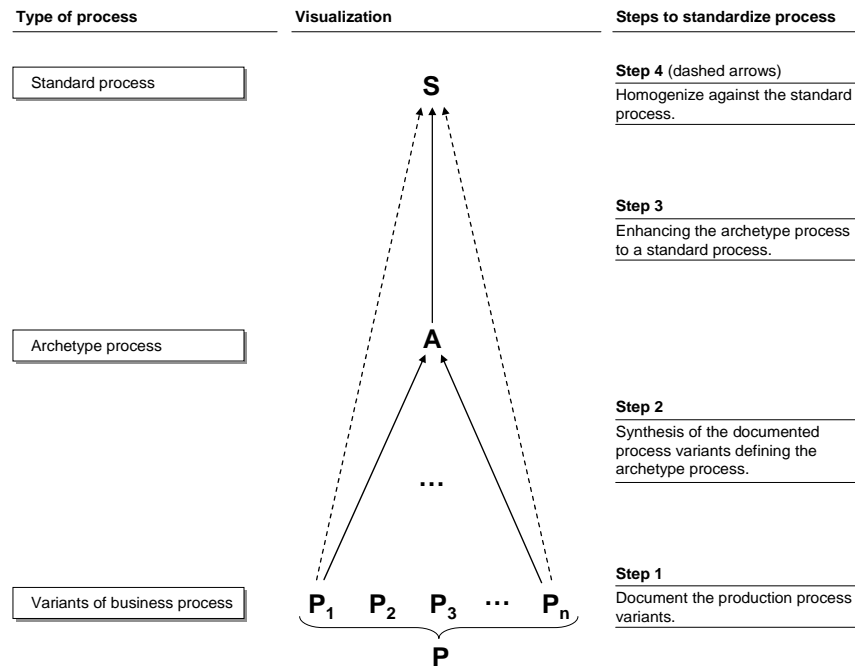 Type of process
Visualization
Steps to standardize process
Standard process
S
Step 4 (dashed arrows)
Homogenize against the standard
process.
Step 3
Enhancing the archetype process
to a standard process.
Archetype process
A
Step 2
Synthesis of the documented
process variants defining the
archetype process.
...
Step 1
Variants of business process
P1 P2 P3 ... Pn
Document the production process
variants.
P